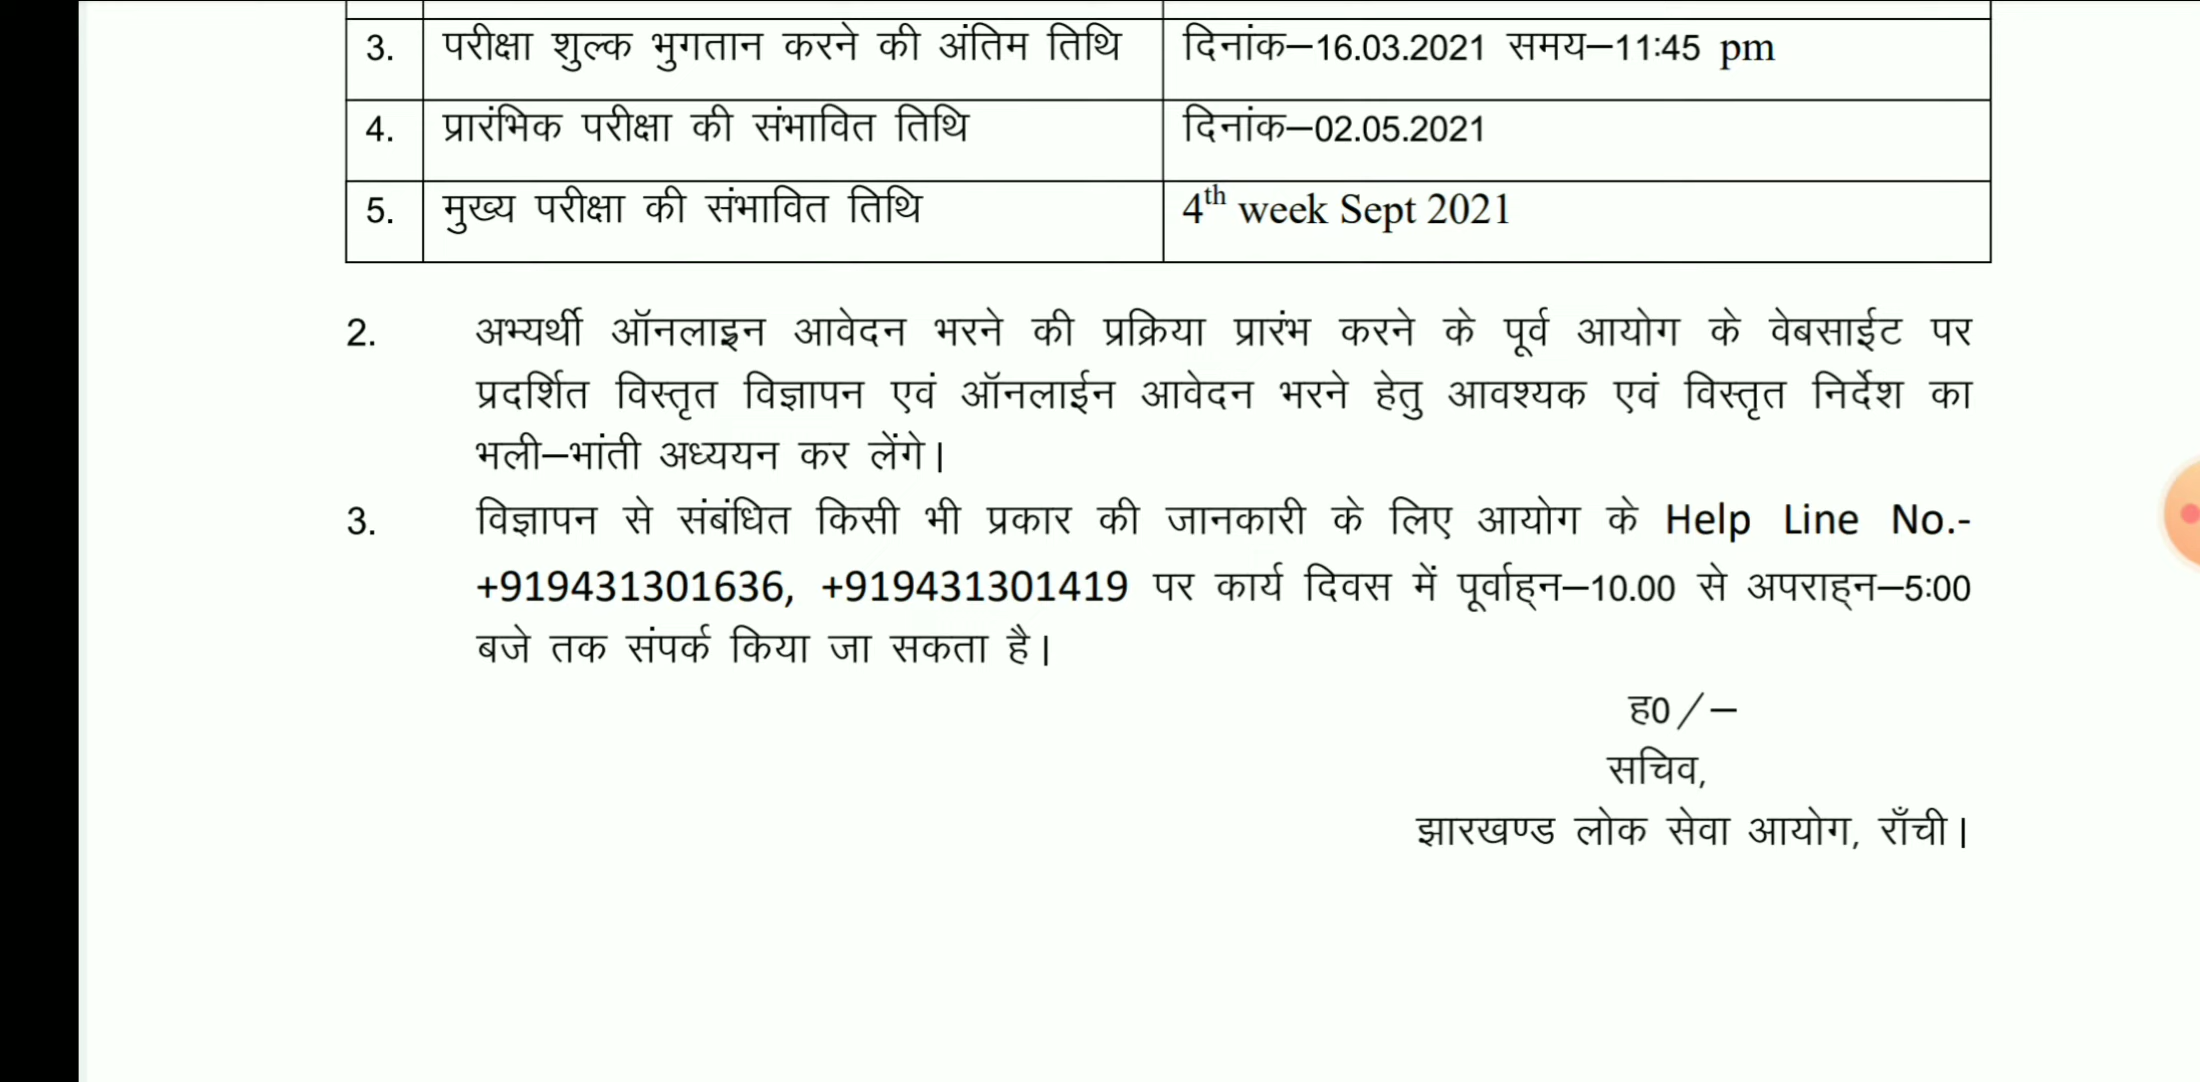 3. परीक्षा शुल्क भुगतान करने की अंतिम तिथि दिनांक–16.03.2021 समय–11:45 pm
4. प्रारंभिक परीक्षा की संभावित तिथि दिनांक–02.05.2021
5. मुख्य परीक्षा की संभावित तिथि 4th week Sept 2021
2. अभ्यर्थी ऑनलाइन आवेदन भरने की प्रक्रिया प्रारंभ करने के पूर्व आयोग के वेबसाईट पर
प्रदर्शित विस्तृत विज्ञापन एवं ऑनलाईन आवेदन भरने हेतु आवश्यक एवं विस्तृत निर्देश का
भली–भांती अध्ययन कर लेंगे।
3. विज्ञापन से संबंधित किसी भी प्रकार की जानकारी के लिए आयोग के Help Line No.-
+919431301636, +919431301419 पर कार्य दिवस में पूर्वाह्न–10.00 से अपराह्न–5:00
बजे तक संपर्क किया जा सकता है।
ह0/–
सचिव,
झारखण्ड लोक सेवा आयोग, राँची।